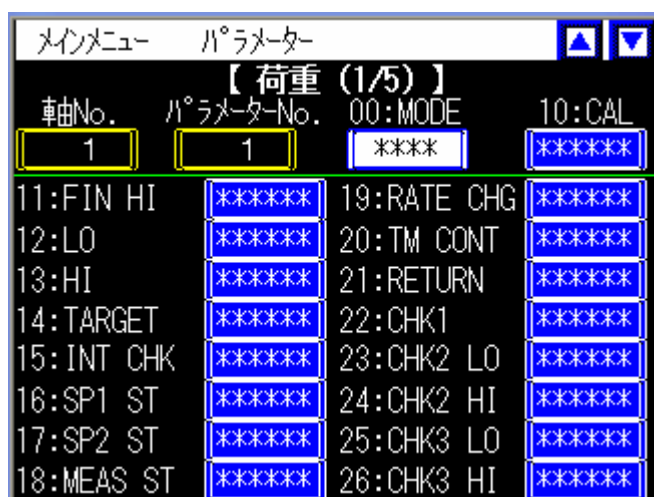 メインメニュー パラメーター ▲ ▼
【 荷重 (1/5) 】
軸No. パラメーターNo. 00:MODE 10:CAL
1 1 **** ******
11:FIN HI ****** 19:RATE CHG ******
12:LO ****** 20:TM CONT ******
13:HI ****** 21:RETURN ******
14:TARGET ****** 22:CHK1 ******
15:INT CHK ****** 23:CHK2 LO ******
16:SP1 ST ****** 24:CHK2 HI ******
17:SP2 ST ****** 25:CHK3 LO ******
18:MEAS ST ****** 26:CHK3 HI ******